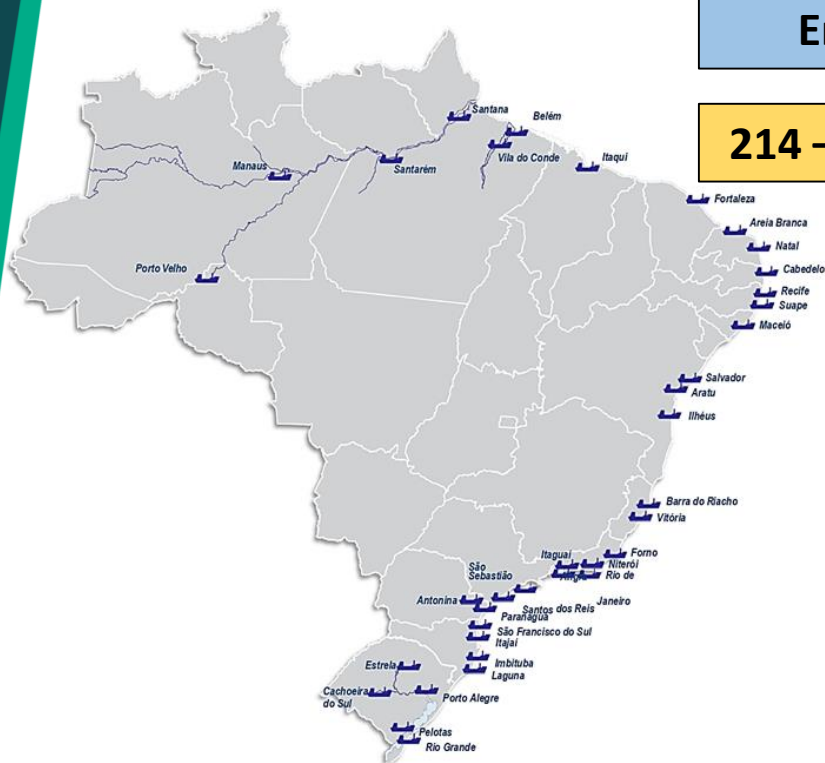 En
214 –
Santana
Belém
Vila do Conde
Itaqui
Manaus
Santarém
Fortaleza
Areia Branca
Natal
Porto Velho
Cabedelo
Recife
Suape
Maceió
Salvador
Aratu
Ilhéus
Barra do Riacho
Vitória
Forno
Itaguaí
Niterói
São
Sebastião
Angra
Rio de
Antonina
Santos
dos Reis
Janeiro
Paranaguá
São Francisco do Sul
Itajaí
Estrela
Imbituba
Laguna
Cachoeira
do Sul
Porto Alegre
Pelotas
Rio Grande